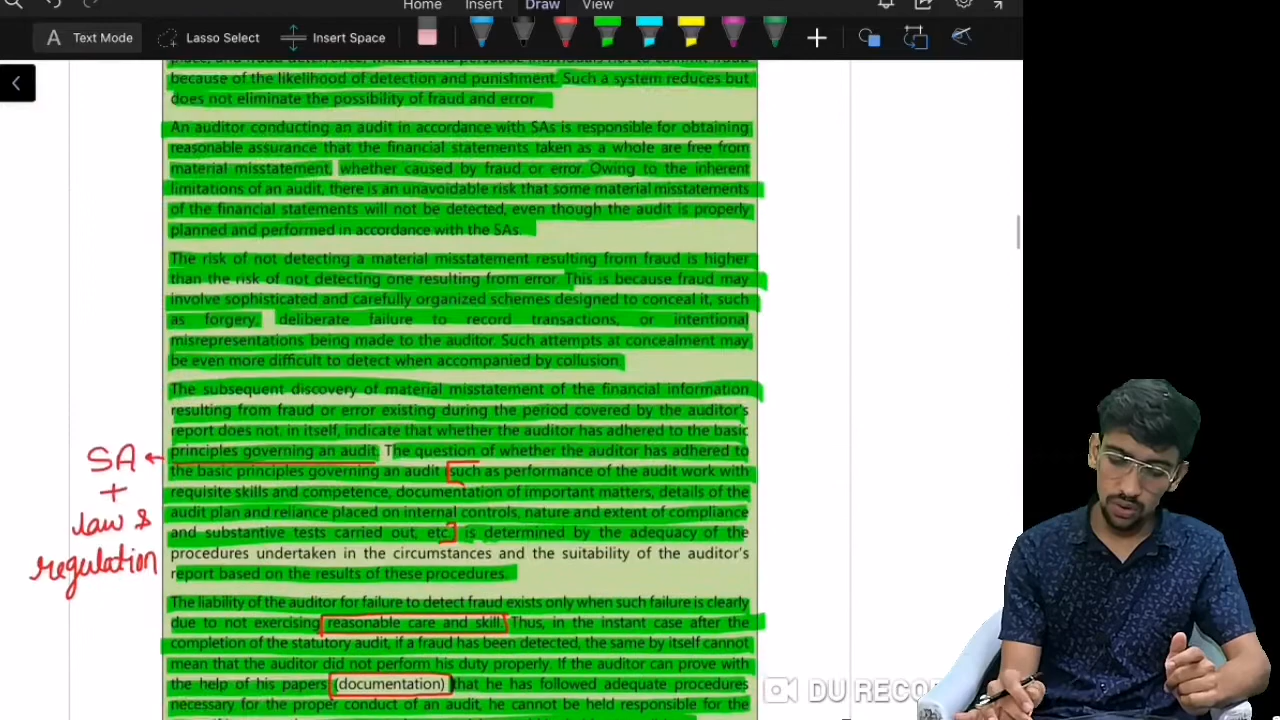 Home Insert Draw View
A Text Mode Lasso Select Insert Space
because of the likelihood of detection and punishment. Such a system reduces but
does not eliminate the possibility of fraud and error.
An auditor conducting an audit in accordance with SAs is responsible for obtaining
reasonable assurance that the financial statements taken as a whole are free from
material misstatement, whether caused by fraud or error. Owing to the inherent
limitations of an audit, there is an unavoidable risk that some material misstatements
of the financial statements will not be detected, even though the audit is properly
planned and performed in accordance with the SAs.
The risk of not detecting a material misstatement resulting from fraud is higher
than the risk of not detecting one resulting from error. This is because fraud may
involve sophisticated and carefully organized schemes designed to conceal it, such
as forgery, deliberate failure to record transactions, or intentional
misrepresentations being made to the auditor. Such attempts at concealment may
be even more difficult to detect when accompanied by collusion.
The subsequent discovery of material misstatement of the financial information
resulting from fraud or error existing during the period covered by the auditor's
report does not, in itself, indicate that whether the auditor has adhered to the basic
principles governing an audit. The question of whether the auditor has adhered to
the basic principles governing an audit such as performance of the audit work with
requisite skills and competence, documentation of important matters, details of the
audit plan and reliance placed on internal controls, nature and extent of compliance
and substantive tests carried out, etc. is determined by the adequacy of the
procedures undertaken in the circumstances and the suitability of the auditor's
report based on the results of these procedures.
SA
+
law &
regulation
The liability of the auditor for failure to detect fraud exists only when such failure is clearly
due to not exercising reasonable care and skill. Thus, in the instant case after the
completion of the statutory audit, if a fraud has been detected, the same by itself cannot
mean that the auditor did not perform his duty properly. If the auditor can prove with
the help of his papers (documentation) that he has followed adequate procedures
necessary for the proper conduct of an audit, he cannot be held responsible for the
DU RECO